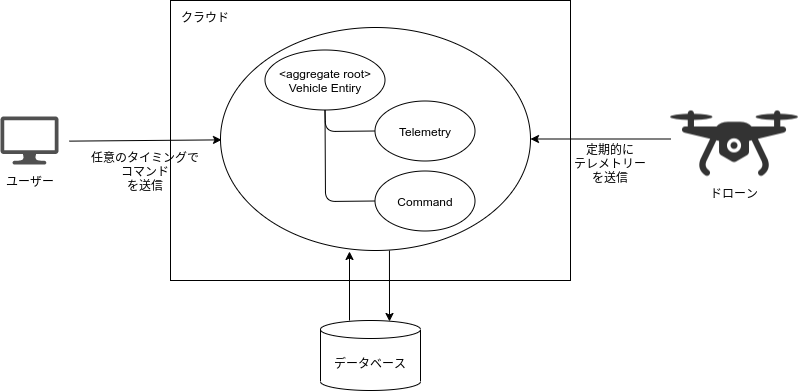 クラウド
<aggregate root>
Vehicle Entiry
Telemetry
Command
ユーザー
任意のタイミングで
コマンド
を送信
定期的に
テレメトリー
を送信
ドローン
データベース